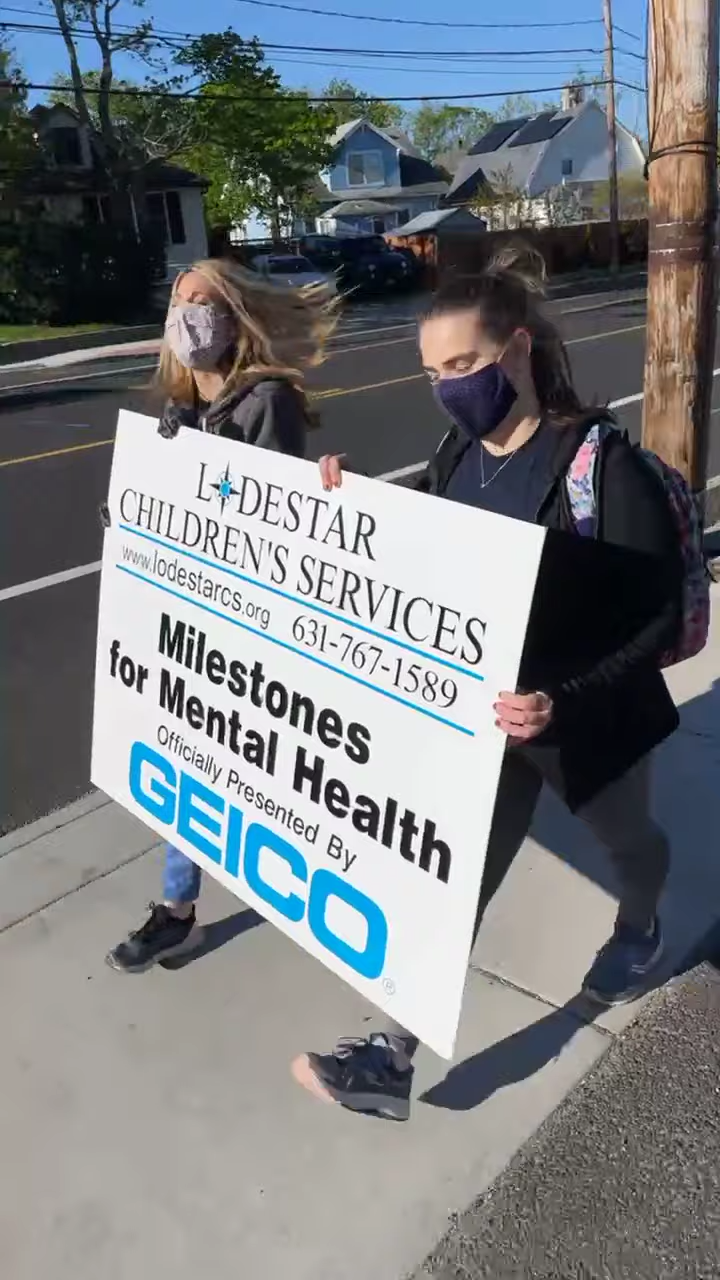 LODESTAR
CHILDREN'S SERVICES
www.lodestarcs.org 631-767-1589
Milestones
for Mental Health
Officially Presented By
GEICO®